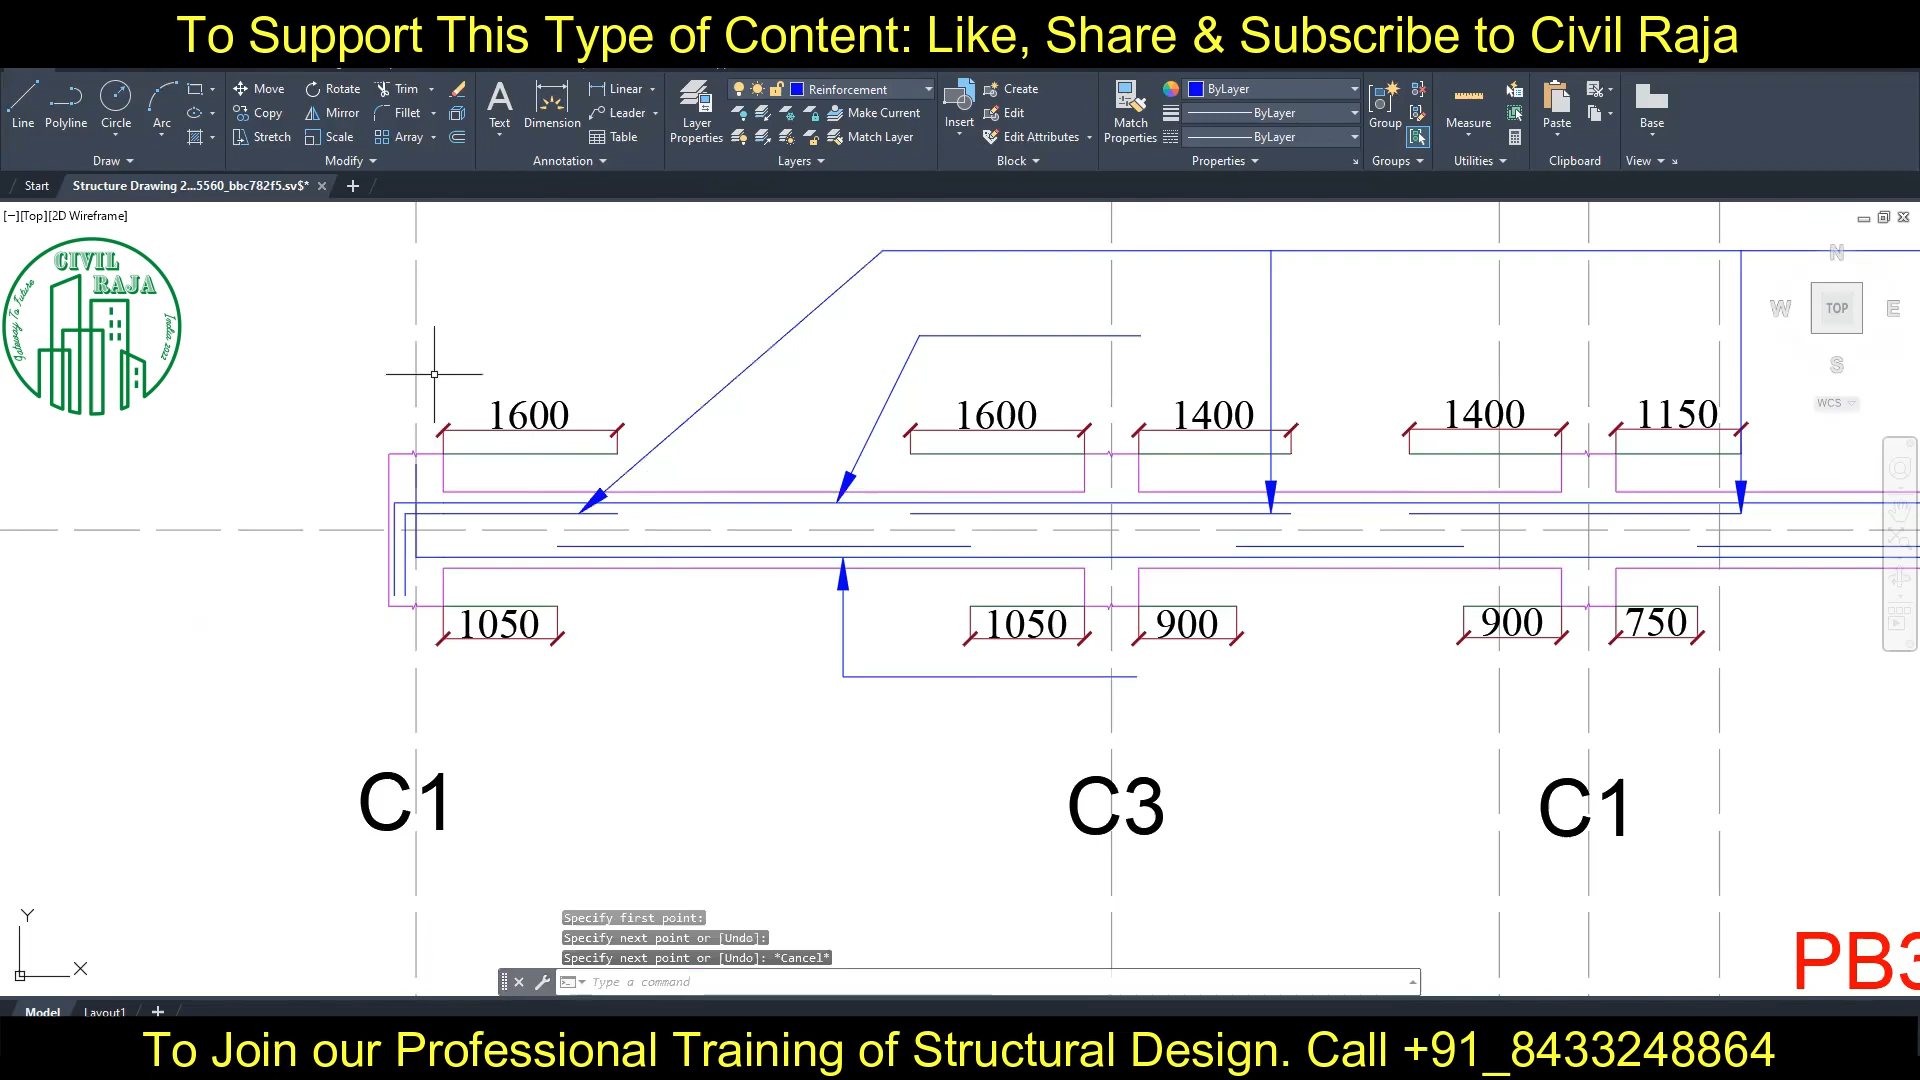 To Support This Type of Content: Like, Share & Subscribe to Civil Raja
Line
Polyline
Circle
Arc
Draw
Move
Rotate
Trim
Copy
Mirror
Fillet
Stretch
Scale
Array
Modify
Text
Dimension
Linear
Leader
Table
Annotation
Layer Properties
Reinforcement
Make Current
Match Layer
Layers
Insert
Create
Edit
Edit Attributes
Block
Match Properties
ByLayer
ByLayer
ByLayer
Properties
Group
Groups
Measure
Utilities
Paste
Clipboard
Base
View
Start
Structure Drawing 2...5560_bbc782f5.sv$*
[−][Top][2D Wireframe]
CIVIL
RAJA
Gateway To Future
India 2022
N
W
TOP
E
S
WCS
1600
1600
1400
1400
1150
1050
1050
900
900
750
C1
C3
C1
PB3
Y
X
Specify first point:
Specify next point or [Undo]:
Specify next point or [Undo]: *Cancel*
Type a command
Model
Layout1
To Join our Professional Training of Structural Design. Call +91_8433248864